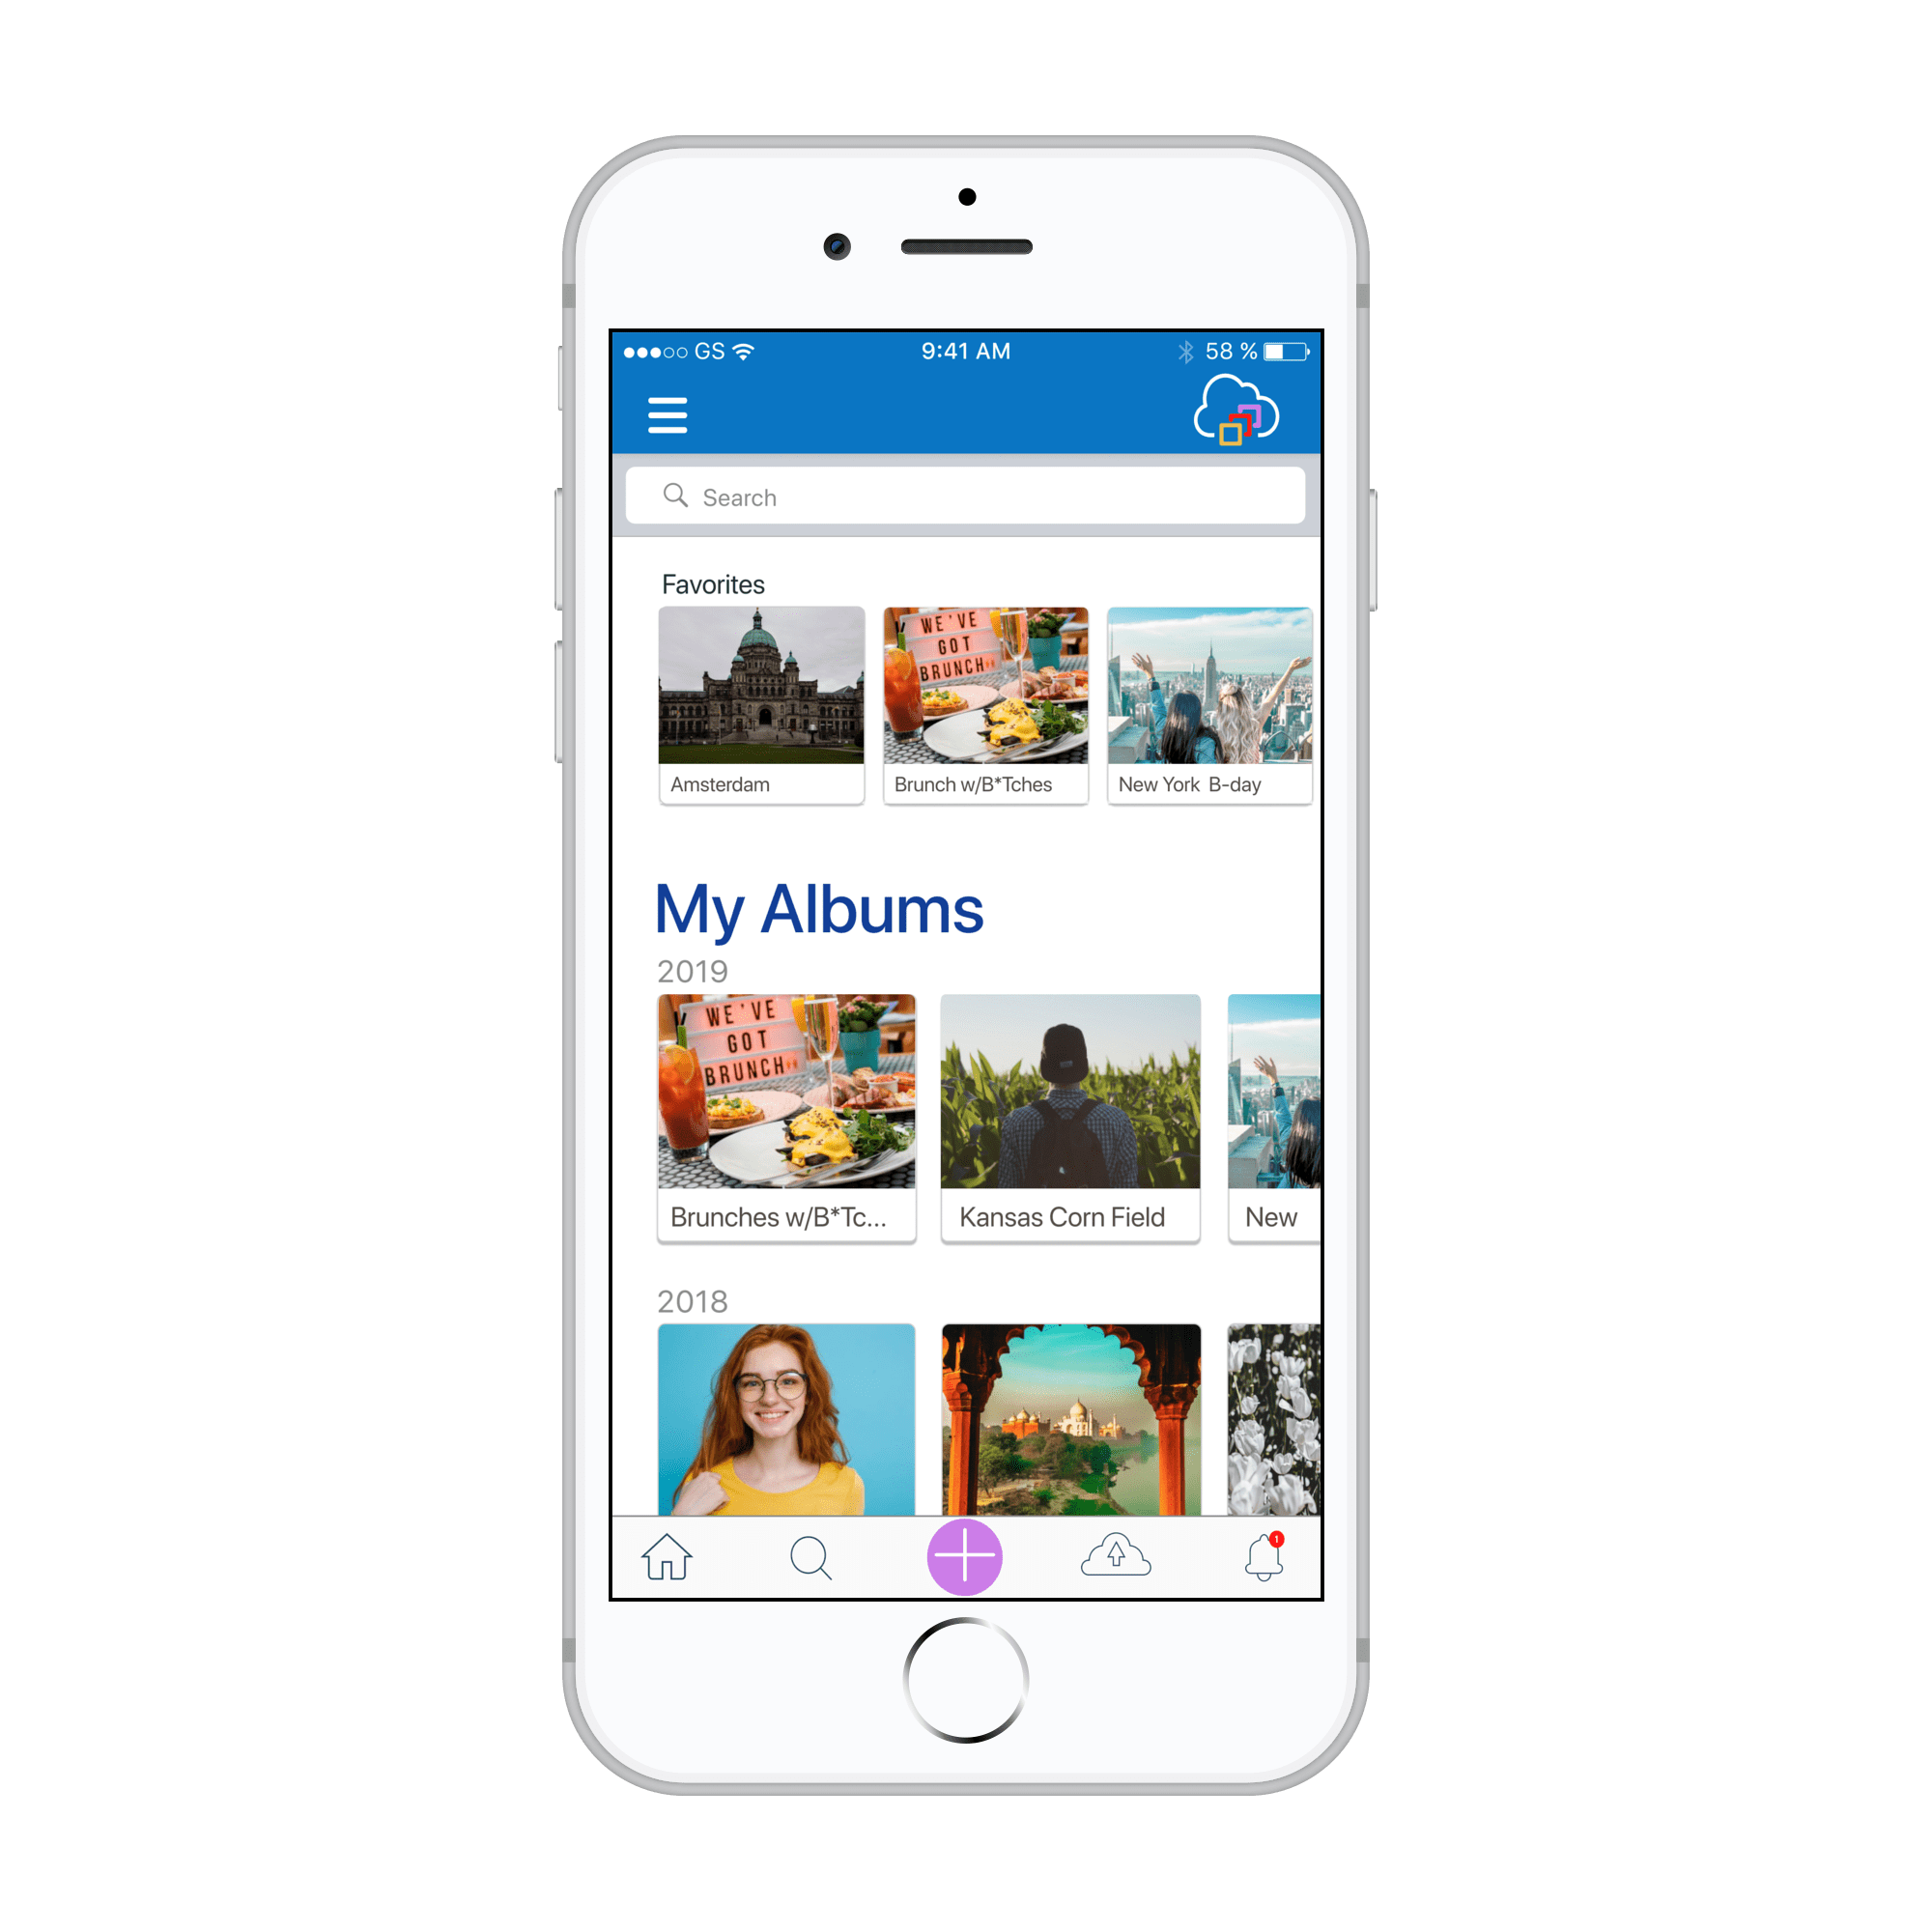 GS
9:41 AM
58 %
Search
Favorites
WE'VE
GOT
BRUNCH
Amsterdam
Brunch w/B*Tches
New York  B-day
My Albums
2019
WE'VE
GOT
BRUNCH
Brunches w/B*Tc...
Kansas Corn Field
New
2018
1